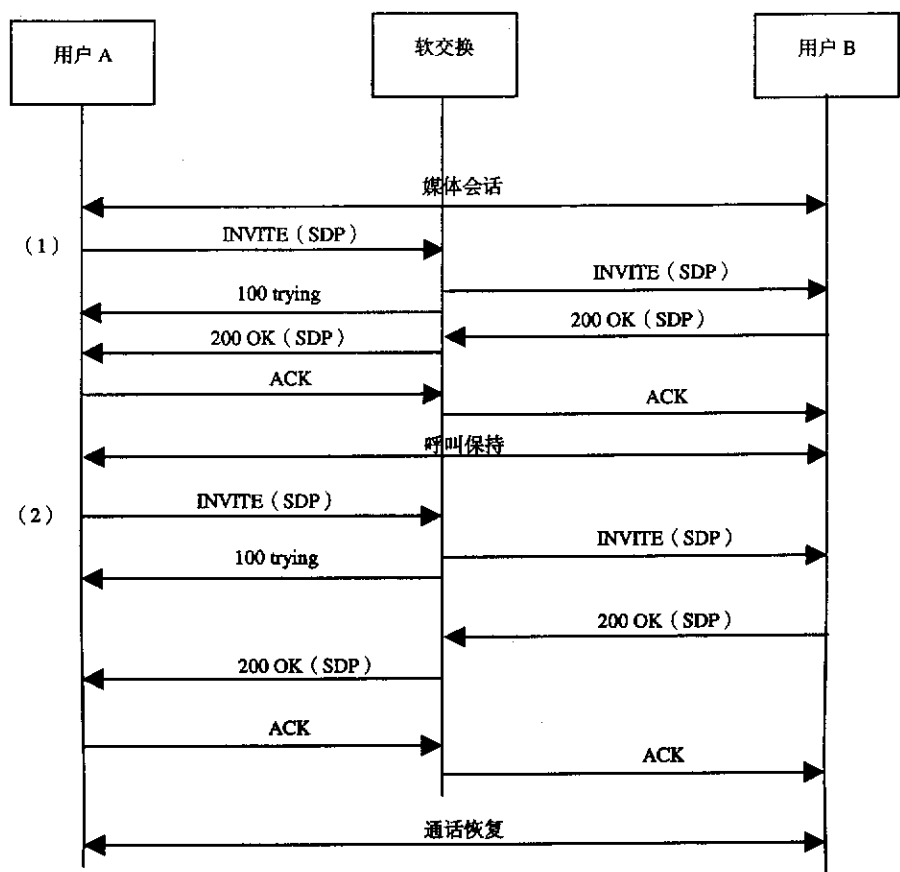 用户 A
软交换
用户 B
媒体会话
（1）
INVITE（SDP）
INVITE（SDP）
100 trying
200 OK（SDP）
200 OK（SDP）
ACK
ACK
呼叫保持
（2）
INVITE（SDP）
INVITE（SDP）
100 trying
200 OK（SDP）
200 OK（SDP）
ACK
ACK
通话恢复